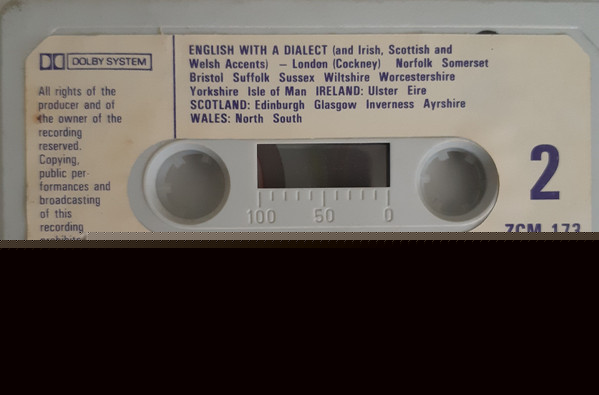 DOLBY SYSTEM
All rights of the
producer and of
the owner of the
recording
reserved.
Copying,
public per-
formances and
broadcasting
of this
recording
prohibited
ENGLISH WITH A DIALECT (and Irish, Scottish and
Welsh Accents) – London (Cockney) Norfolk Somerset
Bristol Suffolk Sussex Wiltshire Worcestershire
Yorkshire Isle of Man IRELAND: Ulster Eire
SCOTLAND: Edinburgh Glasgow Inverness Ayrshire
WALES: North South
100 50 0
2
ZCM 173